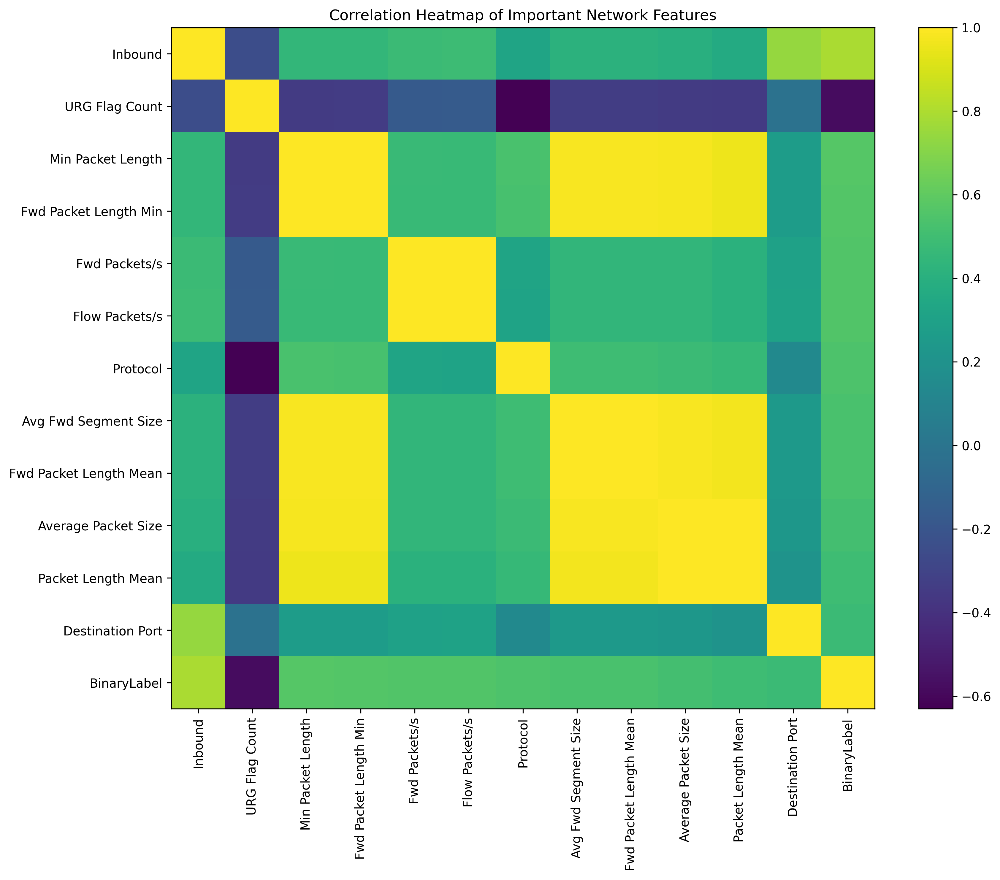 Correlation Heatmap of Important Network Features
Inbound
URG Flag Count
Min Packet Length
Fwd Packet Length Min
Fwd Packets/s
Flow Packets/s
Protocol
Avg Fwd Segment Size
Fwd Packet Length Mean
Average Packet Size
Packet Length Mean
Destination Port
BinaryLabel
Inbound
URG Flag Count
Min Packet Length
Fwd Packet Length Min
Fwd Packets/s
Flow Packets/s
Protocol
Avg Fwd Segment Size
Fwd Packet Length Mean
Average Packet Size
Packet Length Mean
Destination Port
BinaryLabel
1.0
0.8
0.6
0.4
0.2
0.0
−0.2
−0.4
−0.6